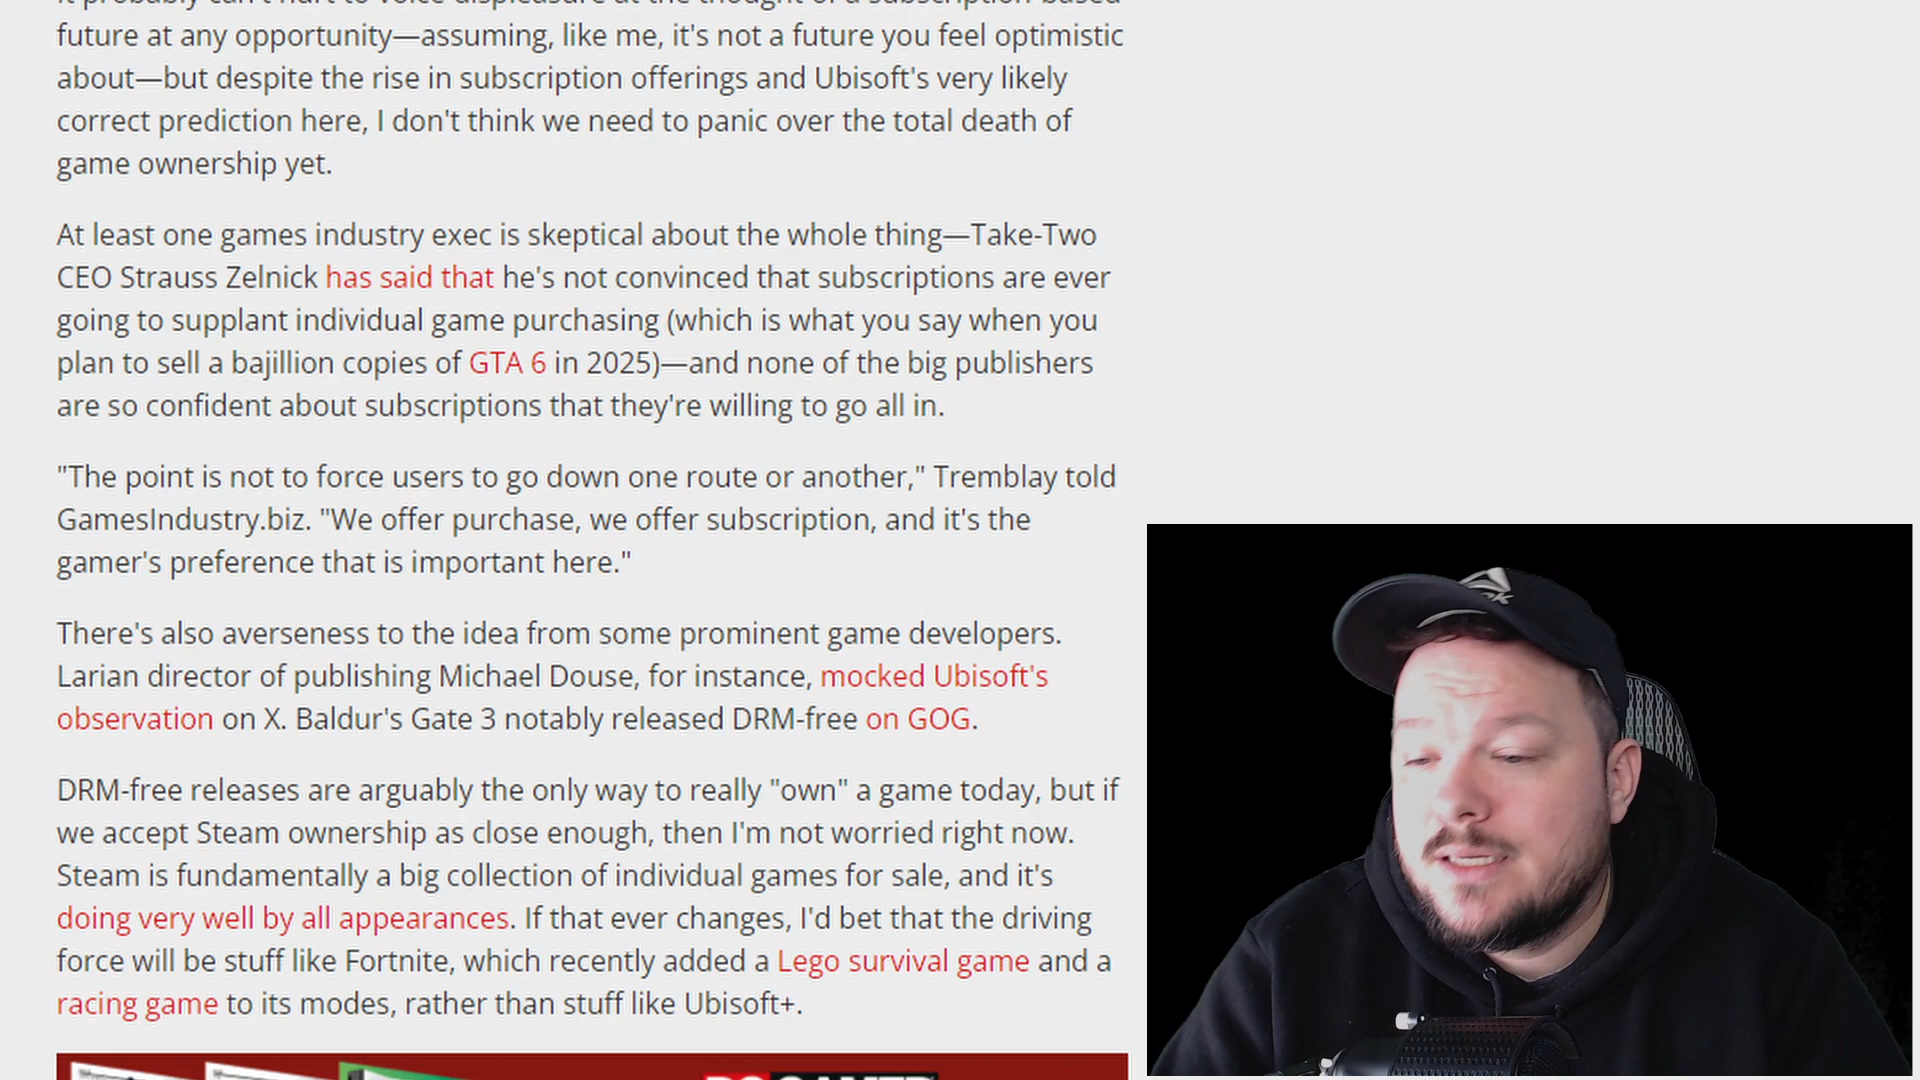 future at any opportunity—assuming, like me, it's not a future you feel optimistic
about—but despite the rise in subscription offerings and Ubisoft's very likely
correct prediction here, I don't think we need to panic over the total death of
game ownership yet.
At least one games industry exec is skeptical about the whole thing—Take-Two
CEO Strauss Zelnick has said that he's not convinced that subscriptions are ever
going to supplant individual game purchasing (which is what you say when you
plan to sell a bajillion copies of GTA 6 in 2025)—and none of the big publishers
are so confident about subscriptions that they're willing to go all in.
"The point is not to force users to go down one route or another," Tremblay told
GamesIndustry.biz. "We offer purchase, we offer subscription, and it's the
gamer's preference that is important here."
There's also averseness to the idea from some prominent game developers.
Larian director of publishing Michael Douse, for instance, mocked Ubisoft's
observation on X. Baldur's Gate 3 notably released DRM-free on GOG.
DRM-free releases are arguably the only way to really "own" a game today, but if
we accept Steam ownership as close enough, then I'm not worried right now.
Steam is fundamentally a big collection of individual games for sale, and it's
doing very well by all appearances. If that ever changes, I'd bet that the driving
force will be stuff like Fortnite, which recently added a Lego survival game and a
racing game to its modes, rather than stuff like Ubisoft+.